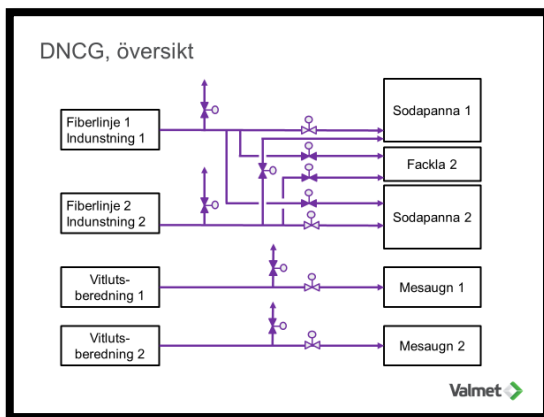 DNCG, översikt
Fiberlinje 1
Indunstning 1
Sodapanna 1
Fackla 2
Fiberlinje 2
Indunstning 2
Sodapanna 2
Vitluts-
beredning 1
Mesaugn 1
Vitluts-
beredning 2
Mesaugn 2
Valmet